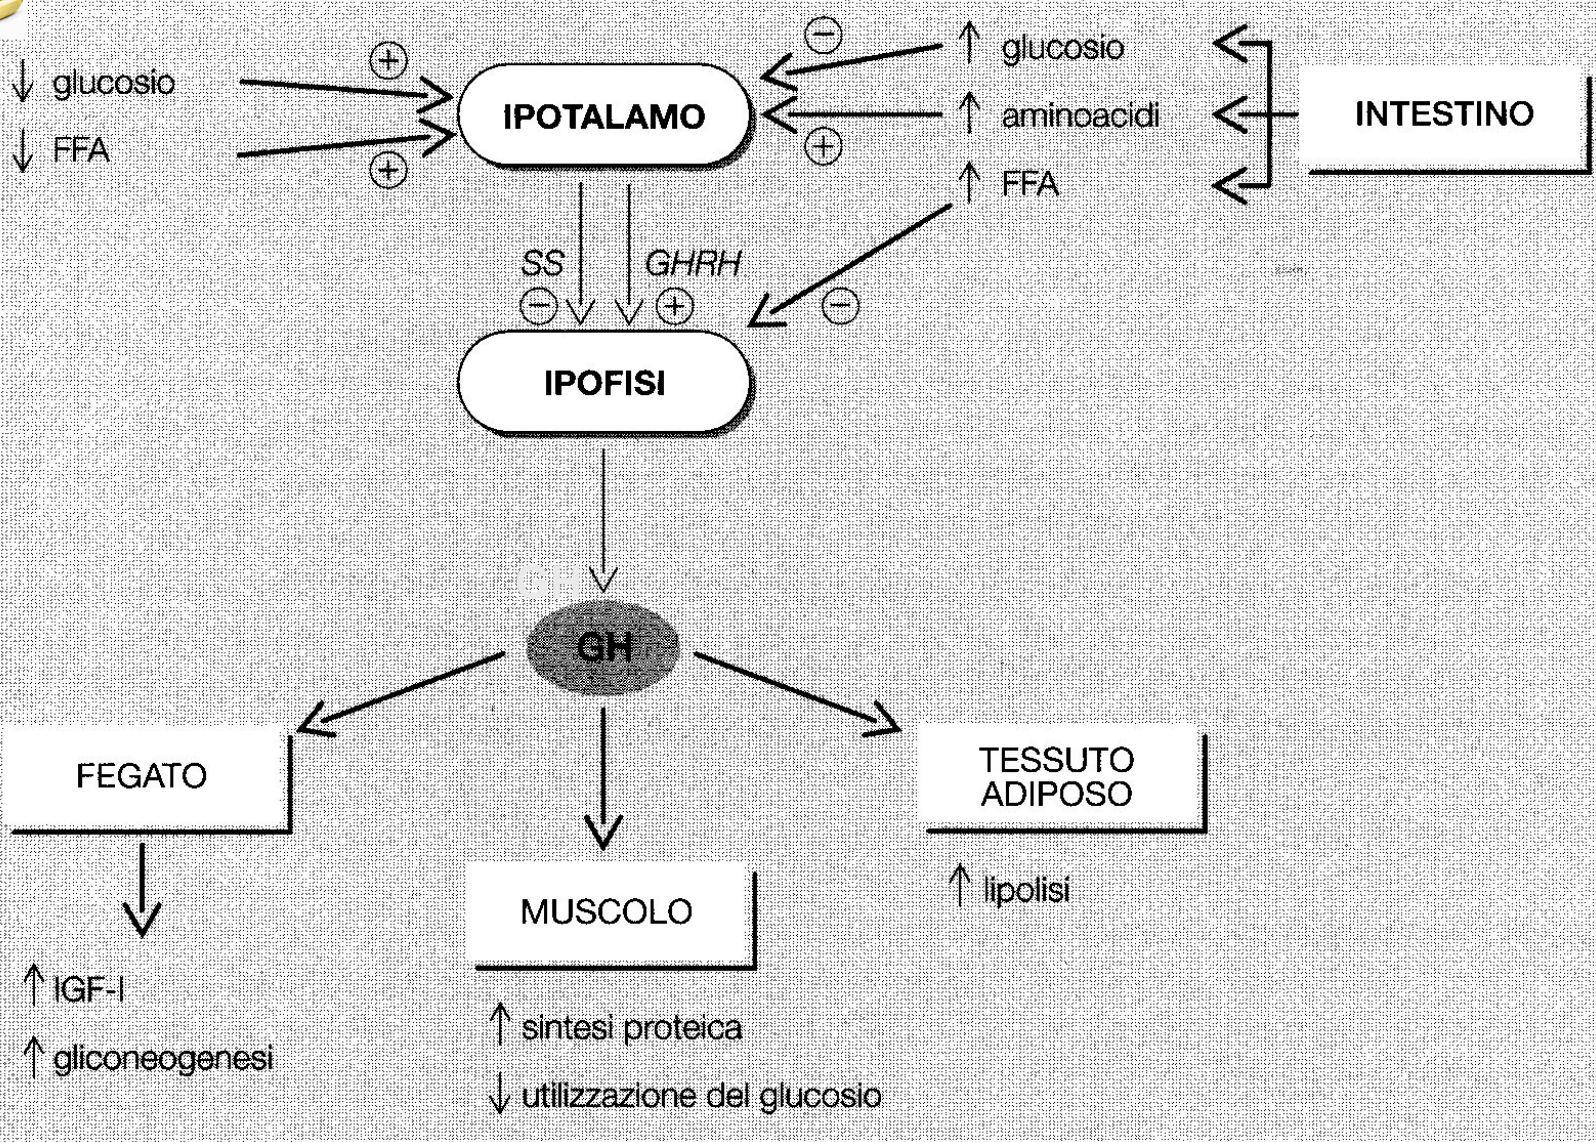 ↓ glucosio
↓ FFA
+
+
IPOTALAMO
−
+
↑ glucosio
↑ aminoacidi
↑ FFA
INTESTINO
SS
−
GHRH
+
−
IPOFISI
GH
GH
FEGATO
↑ IGF-I
↑ gliconeogenesi
MUSCOLO
↑ sintesi proteica
↓ utilizzazione del glucosio
TESSUTO
ADIPOSO
↑ lipolisi